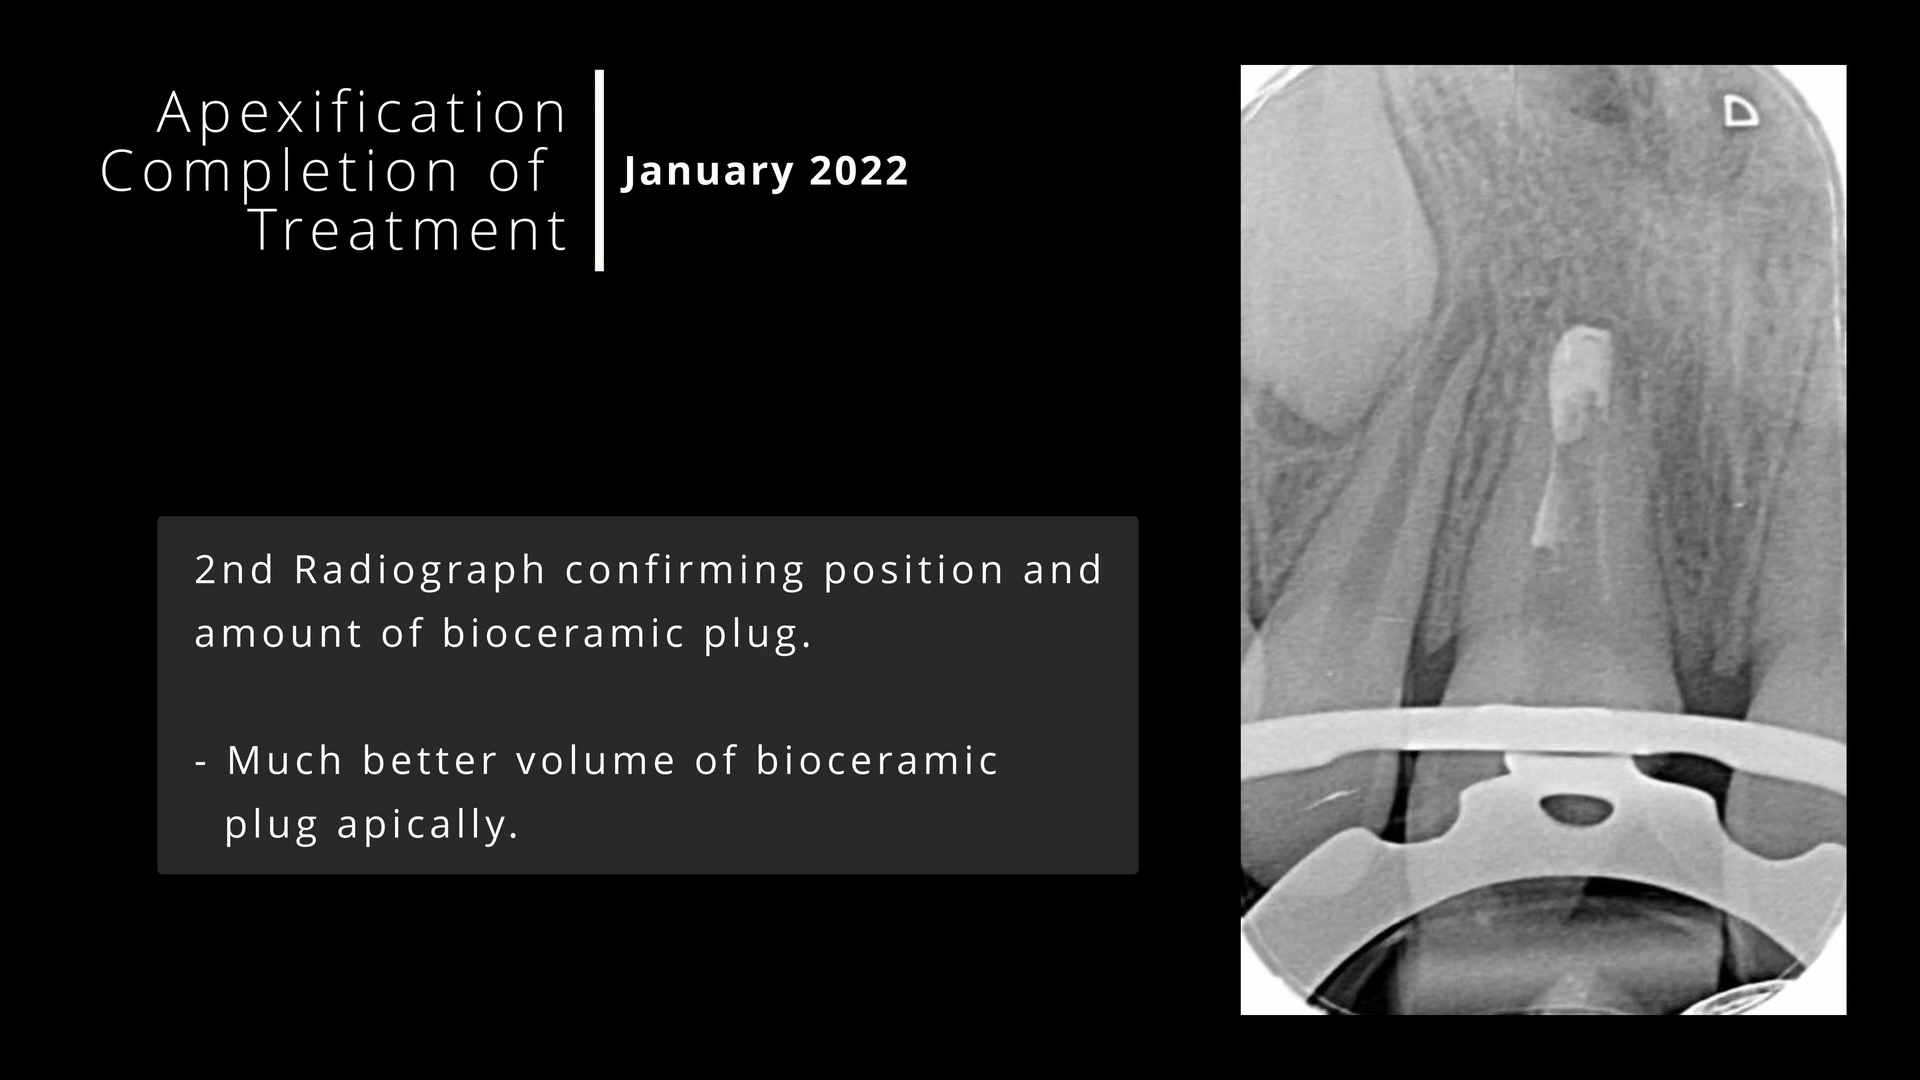 Apexification
Completion of
Treatment
January 2022
D
2nd Radiograph confirming position and
amount of bioceramic plug.
- Much better volume of bioceramic
plug apically.